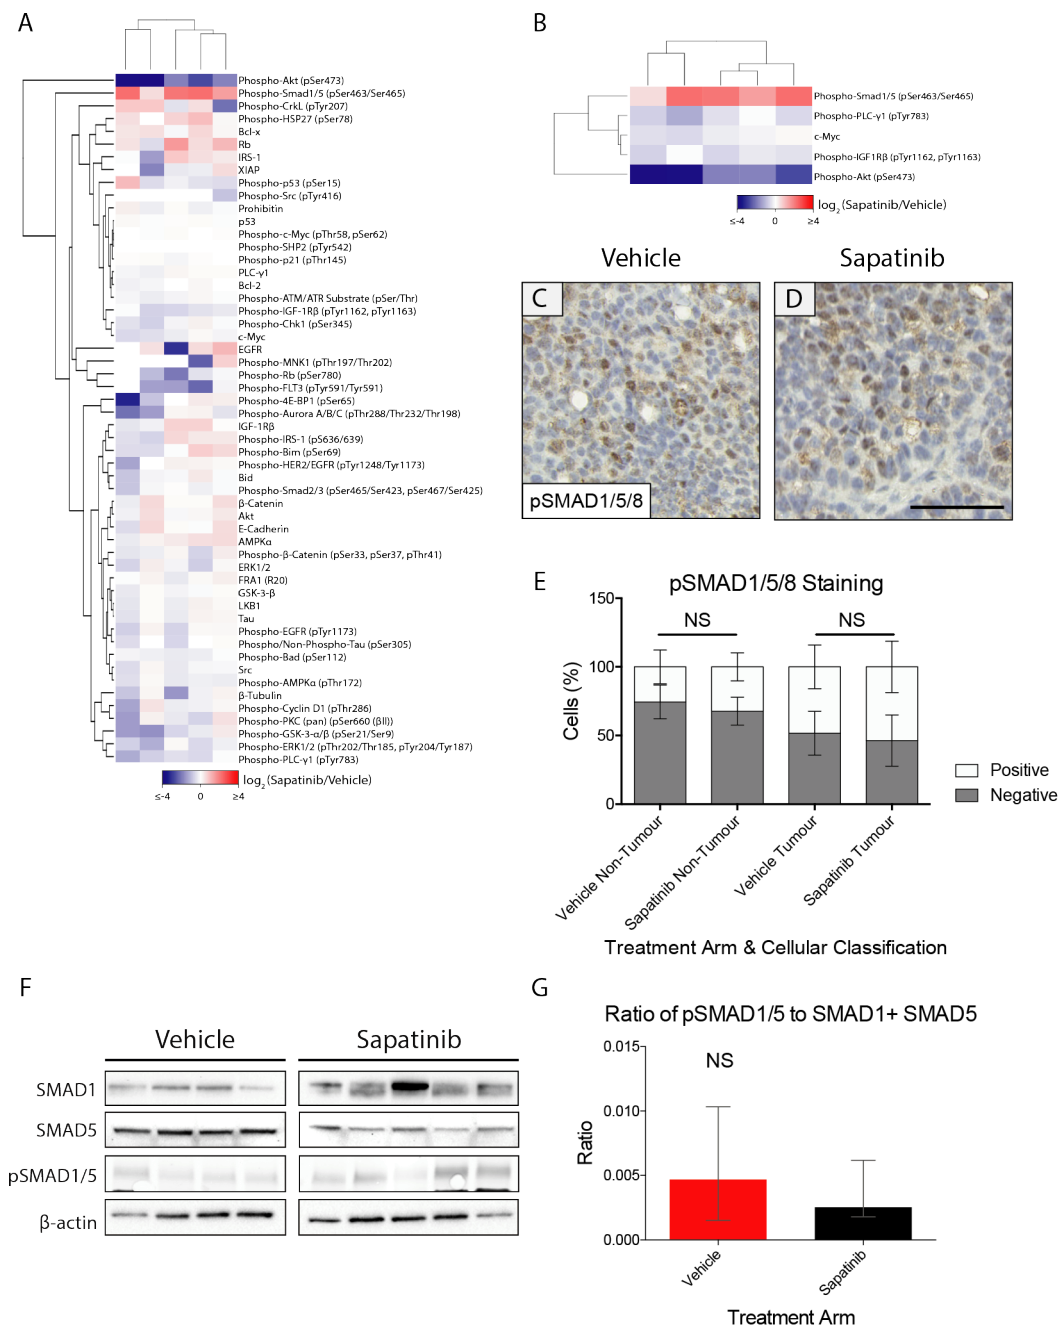 A
Phospho-Akt (pSer473)
Phospho-Smad1/5 (pSer463/Ser465)
Phospho-CrkL (pTyr207)
Phospho-HSP27 (pSer78)
Bcl-x
Rb
IRS-1
XIAP
Phospho-p53 (pSer15)
Phospho-Src (pTyr416)
Prohibitin
p53
Phospho-c-Myc (pThr58, pSer62)
Phospho-SHP2 (pTyr542)
Phospho-p21 (pThr145)
PLC-γ1
Bcl-2
Phospho-ATM/ATR Substrate (pSer/Thr)
Phospho-IGF-1Rβ (pTyr1162, pTyr1163)
Phospho-Chk1 (pSer345)
c-Myc
EGFR
Phospho-MNK1 (pThr197/Thr202)
Phospho-Rb (pSer780)
Phospho-FLT3 (pTyr591/Tyr591)
Phospho-4E-BP1 (pSer65)
Phospho-Aurora A/B/C (pThr288/Thr232/Thr198)
IGF-1Rβ
Phospho-IRS-1 (pS636/639)
Phospho-Bim (pSer69)
Phospho-HER2/EGFR (pTyr1248/Tyr1173)
Bid
Phospho-Smad2/3 (pSer465/Ser423, pSer467/Ser425)
β-Catenin
Akt
E-Cadherin
AMPKα
Phospho-β-Catenin (pSer33, pSer37, pThr41)
ERK1/2
FRA1 (R20)
GSK-3-β
LKB1
Tau
Phospho-EGFR (pTyr1173)
Phospho/Non-Phospho-Tau (pSer305)
Phospho-Bad (pSer112)
Src
Phospho-AMPKα (pThr172)
β-Tubulin
Phospho-Cyclin D1 (pThr286)
Phospho-PKC (pan) (pSer660 (βII))
Phospho-GSK-3-α/β (pSer21/Ser9)
Phospho-ERK1/2 (pThr202/Thr185, pTyr204/Tyr187)
Phospho-PLC-γ1 (pTyr783)
log2(Sapatinib/Vehicle)
≤-4 0 ≥4
B
Phospho-Smad1/5 (pSer463/Ser465)
Phospho-PLC-γ1 (pTyr783)
c-Myc
Phospho-IGF1Rβ (pTyr1162, pTyr1163)
Phospho-Akt (pSer473)
log2(Sapatinib/Vehicle)
≤-4 0 ≥4
Vehicle Sapatinib
C
pSMAD1/5/8
D
E
pSMAD1/5/8 Staining
150
100
50
0
Cells (%)
NS NS
Positive
Negative
Vehicle Non-Tumour
Sapatinib Non-Tumour
Vehicle Tumour
Sapatinib Tumour
Treatment Arm & Cellular Classification
F
Vehicle Sapatinib
SMAD1
SMAD5
pSMAD1/5
β-actin
G
Ratio of pSMAD1/5 to SMAD1+ SMAD5
0.015
0.010
0.005
0.000
Ratio
NS
Vehicle
Sapatinib
Treatment Arm